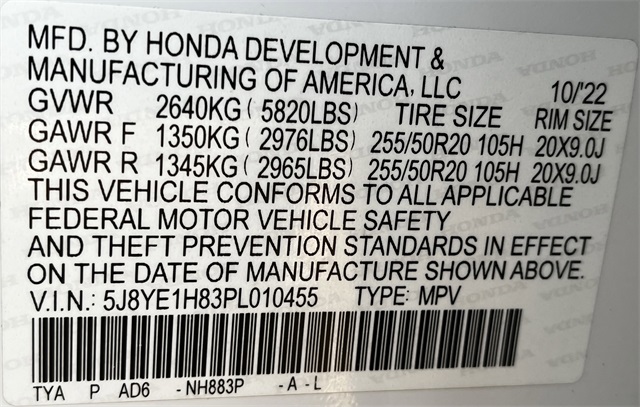 MFD. BY HONDA DEVELOPMENT &
MANUFACTURING OF AMERICA, LLC 10/'22
GVWR 2640KG ( 5820LBS) TIRE SIZE RIM SIZE
GAWR F 1350KG ( 2976LBS) 255/50R20 105H 20X9.0J
GAWR R 1345KG ( 2965LBS) 255/50R20 105H 20X9.0J
THIS VEHICLE CONFORMS TO ALL APPLICABLE
FEDERAL MOTOR VEHICLE SAFETY
AND THEFT PREVENTION STANDARDS IN EFFECT
ON THE DATE OF MANUFACTURE SHOWN ABOVE.
V.I.N.: 5J8YE1H83PL010455 TYPE: MPV
TYA P AD6 -NH883P -A-L